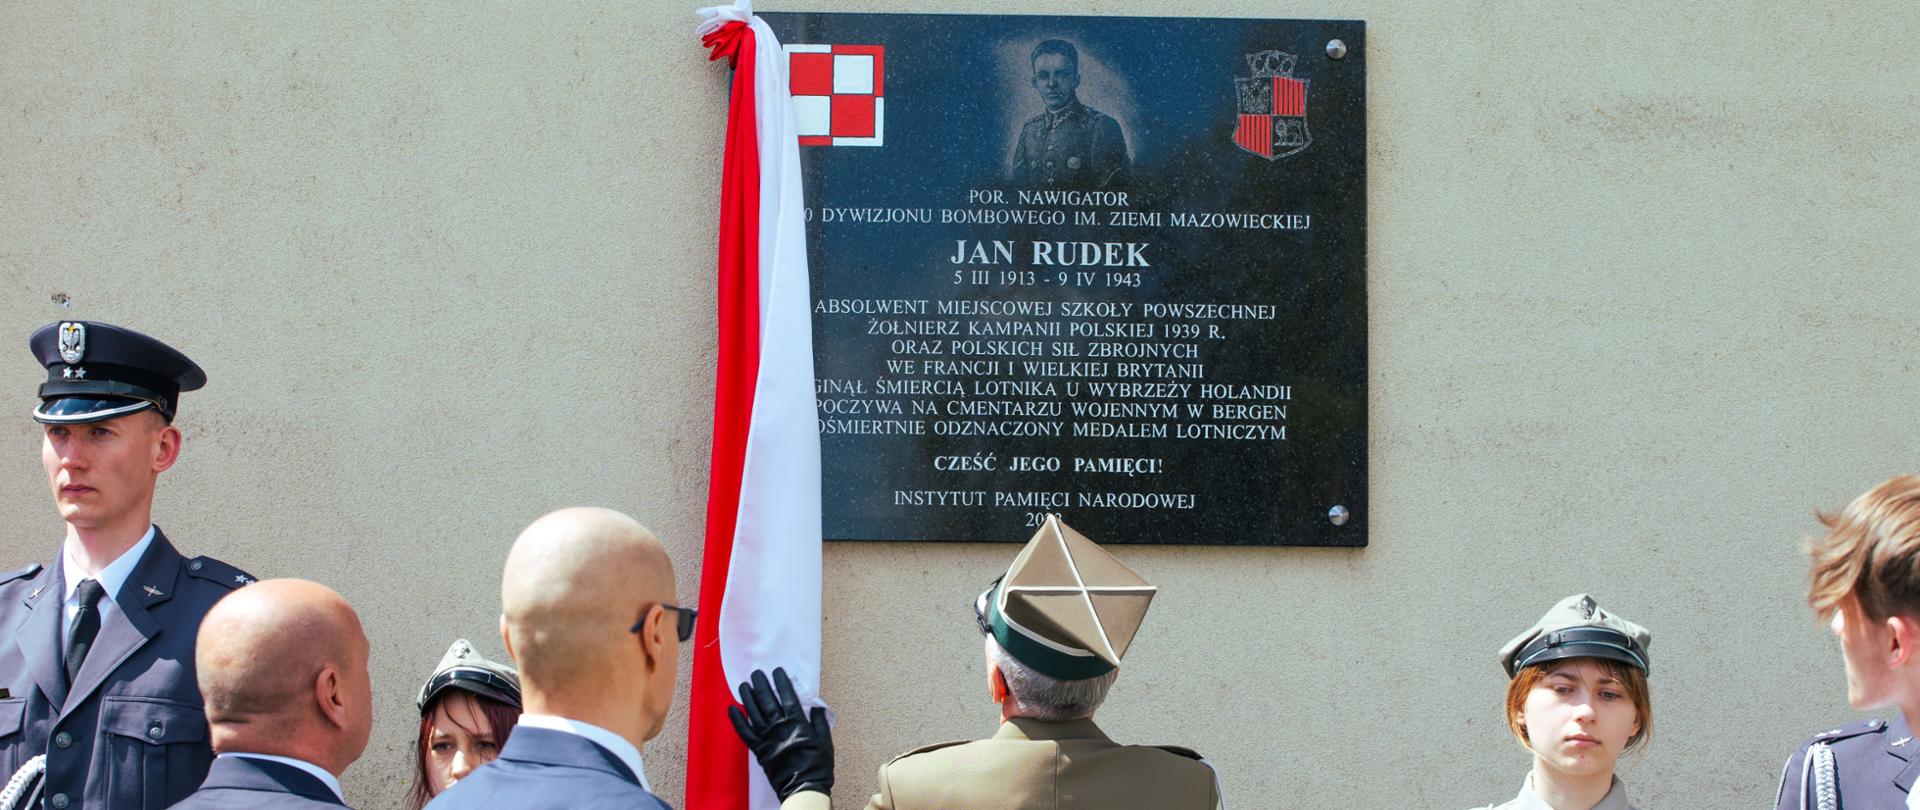 POR. NAWIGATOR
DYWIZJONU BOMBOWEGO IM. ZIEMI MAZOWIECKIEJ
JAN RUDEK
5 III 1913 - 9 IV 1943
ABSOLWENT MIEJSCOWEJ SZKOŁY POWSZECHNEJ
ŻOŁNIERZ KAMPANII POLSKIEJ 1939 R.
ORAZ POLSKICH SIŁ ZBROJNYCH
WE FRANCJI I WIELKIEJ BRYTANII
ŚMIERCIĄ LOTNIKA U WYBRZEŻY HOLANDII
NA CMENTARZU WOJENNYM W BERGEN
ODZNACZONY MEDALEM LOTNICZYM
CZEŚĆ JEGO PAMIĘCI!
INSTYTUT PAMIĘCI NARODOWEJ